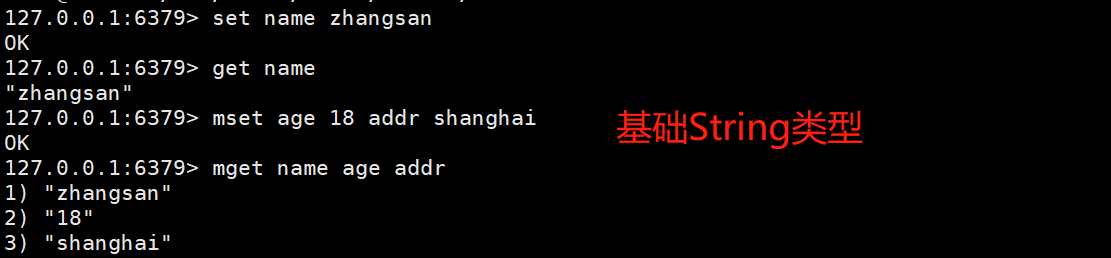 127.0.0.1:6379> set name zhangsan
OK
127.0.0.1:6379> get name
"zhangsan"
127.0.0.1:6379> mset age 18 addr shanghai
基础String类型
OK
127.0.0.1:6379> mget name age addr
1) "zhangsan"
2) "18"
3) "shanghai"